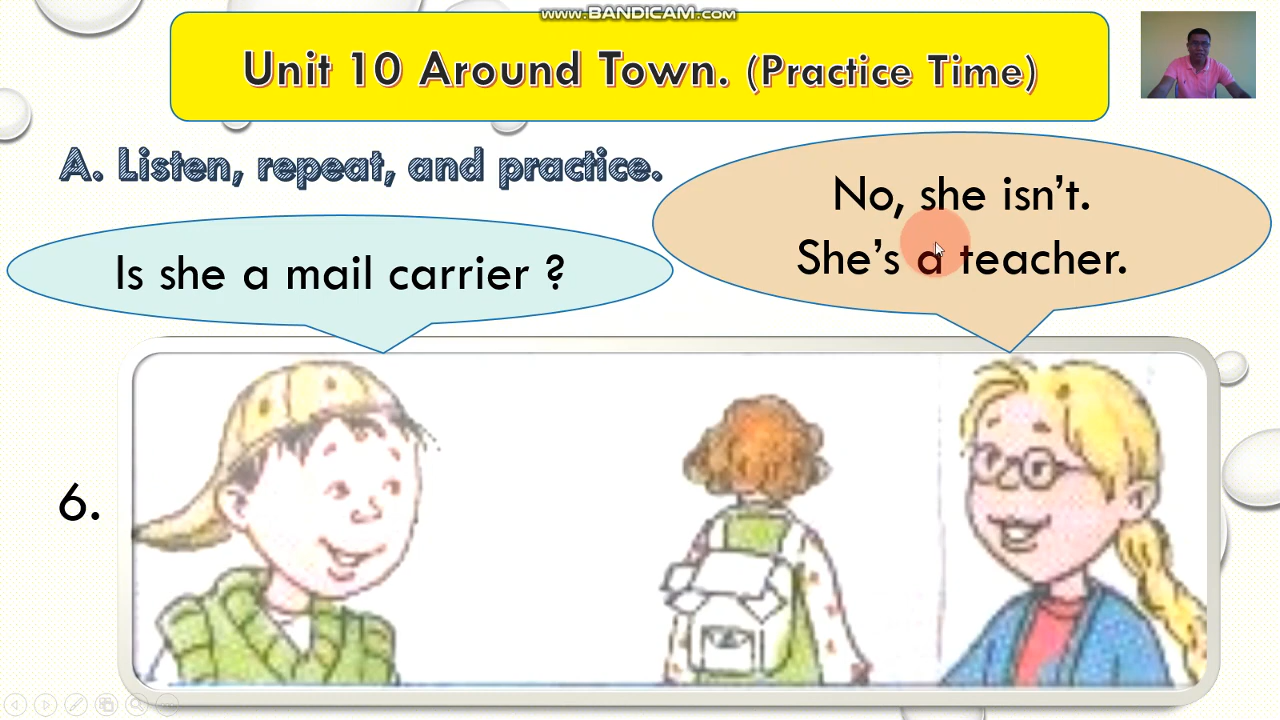 www.BANDICAM.com
Unit 10 Around Town. (Practice Time)
A. Listen, repeat, and practice.
No, she isn't.
She's a teacher.
Is she a mail carrier ?
6.